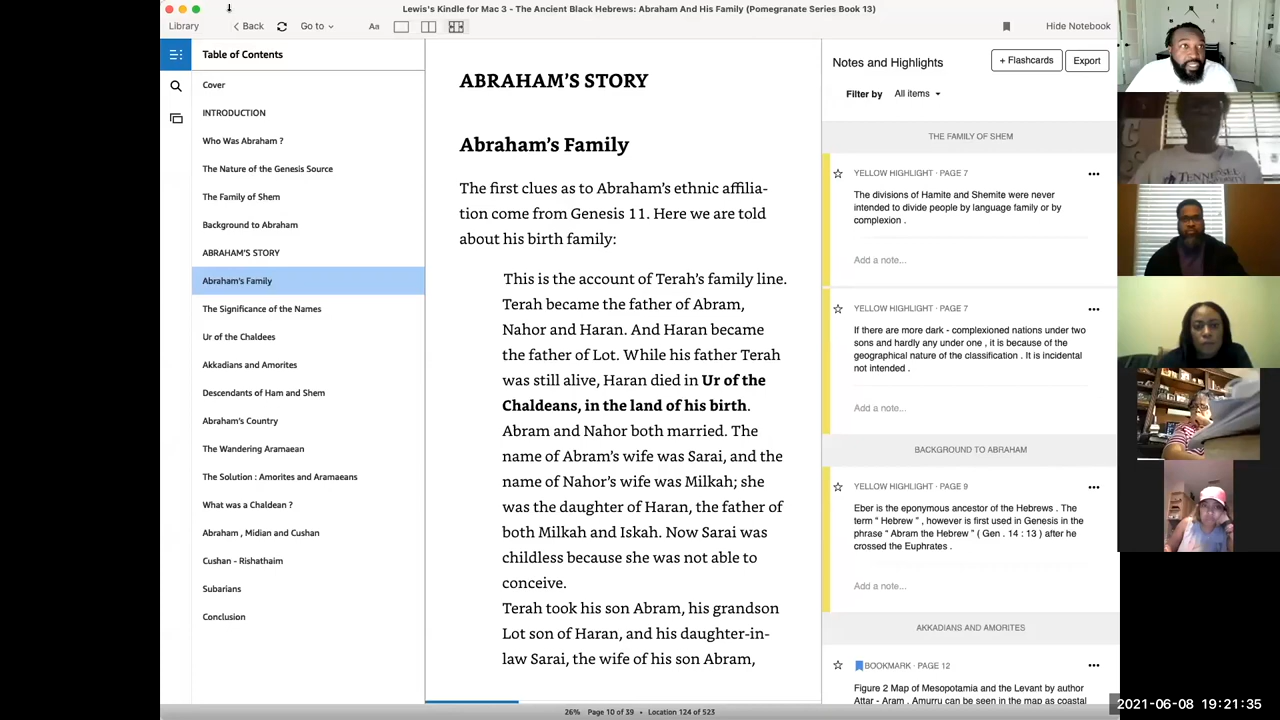 Lewis's Kindle for Mac 3 - The Ancient Black Hebrews: Abraham And His Family (Pomegranate Series Book 13)
Library
Back
Go to
Aa
Hide Notebook
Table of Contents
Cover
INTRODUCTION
Who Was Abraham ?
The Nature of the Genesis Source
The Family of Shem
Background to Abraham
ABRAHAM'S STORY
Abraham's Family
The Significance of the Names
Ur of the Chaldees
Akkadians and Amorites
Descendants of Ham and Shem
Abraham's Country
The Wandering Aramaean
The Solution : Amorites and Aramaeans
What was a Chaldean ?
Abraham , Midian and Cushan
Cushan - Rishathaim
Subarians
Conclusion
ABRAHAM'S STORY
Abraham's Family
The first clues as to Abraham's ethnic affilia-
tion come from Genesis 11. Here we are told
about his birth family:
This is the account of Terah's family line.
Terah became the father of Abram,
Nahor and Haran. And Haran became
the father of Lot. While his father Terah
was still alive, Haran died in Ur of the
Chaldeans, in the land of his birth.
Abram and Nahor both married. The
name of Abram's wife was Sarai, and the
name of Nahor's wife was Milkah; she
was the daughter of Haran, the father of
both Milkah and Iskah. Now Sarai was
childless because she was not able to
conceive.
Terah took his son Abram, his grandson
Lot son of Haran, and his daughter-in-
law Sarai, the wife of his son Abram,
26% Page 10 of 39 • Location 124 of 523
Notes and Highlights
+ Flashcards
Export
Filter by All items
THE FAMILY OF SHEM
YELLOW HIGHLIGHT · PAGE 7
The divisions of Hamite and Shemite were never
intended to divide people by language family or by
complexion .
Add a note...
YELLOW HIGHLIGHT · PAGE 7
If there are more dark - complexioned nations under two
sons and hardly any under one , it is because of the
geographical nature of the classification . It is incidental
not intended .
Add a note...
BACKGROUND TO ABRAHAM
YELLOW HIGHLIGHT · PAGE 9
Eber is the eponymous ancestor of the Hebrews . The
term " Hebrew " , however is first used in Genesis in the
phrase " Abram the Hebrew " ( Gen . 14 : 13 ) after he
crossed the Euphrates .
Add a note...
AKKADIANS AND AMORITES
BOOKMARK · PAGE 12
Figure 2 Map of Mesopotamia and the Levant by author
Attar - Aram . Amurru can be seen in the map as coastal
TENNESSEE
2021-06-08 19:21:35